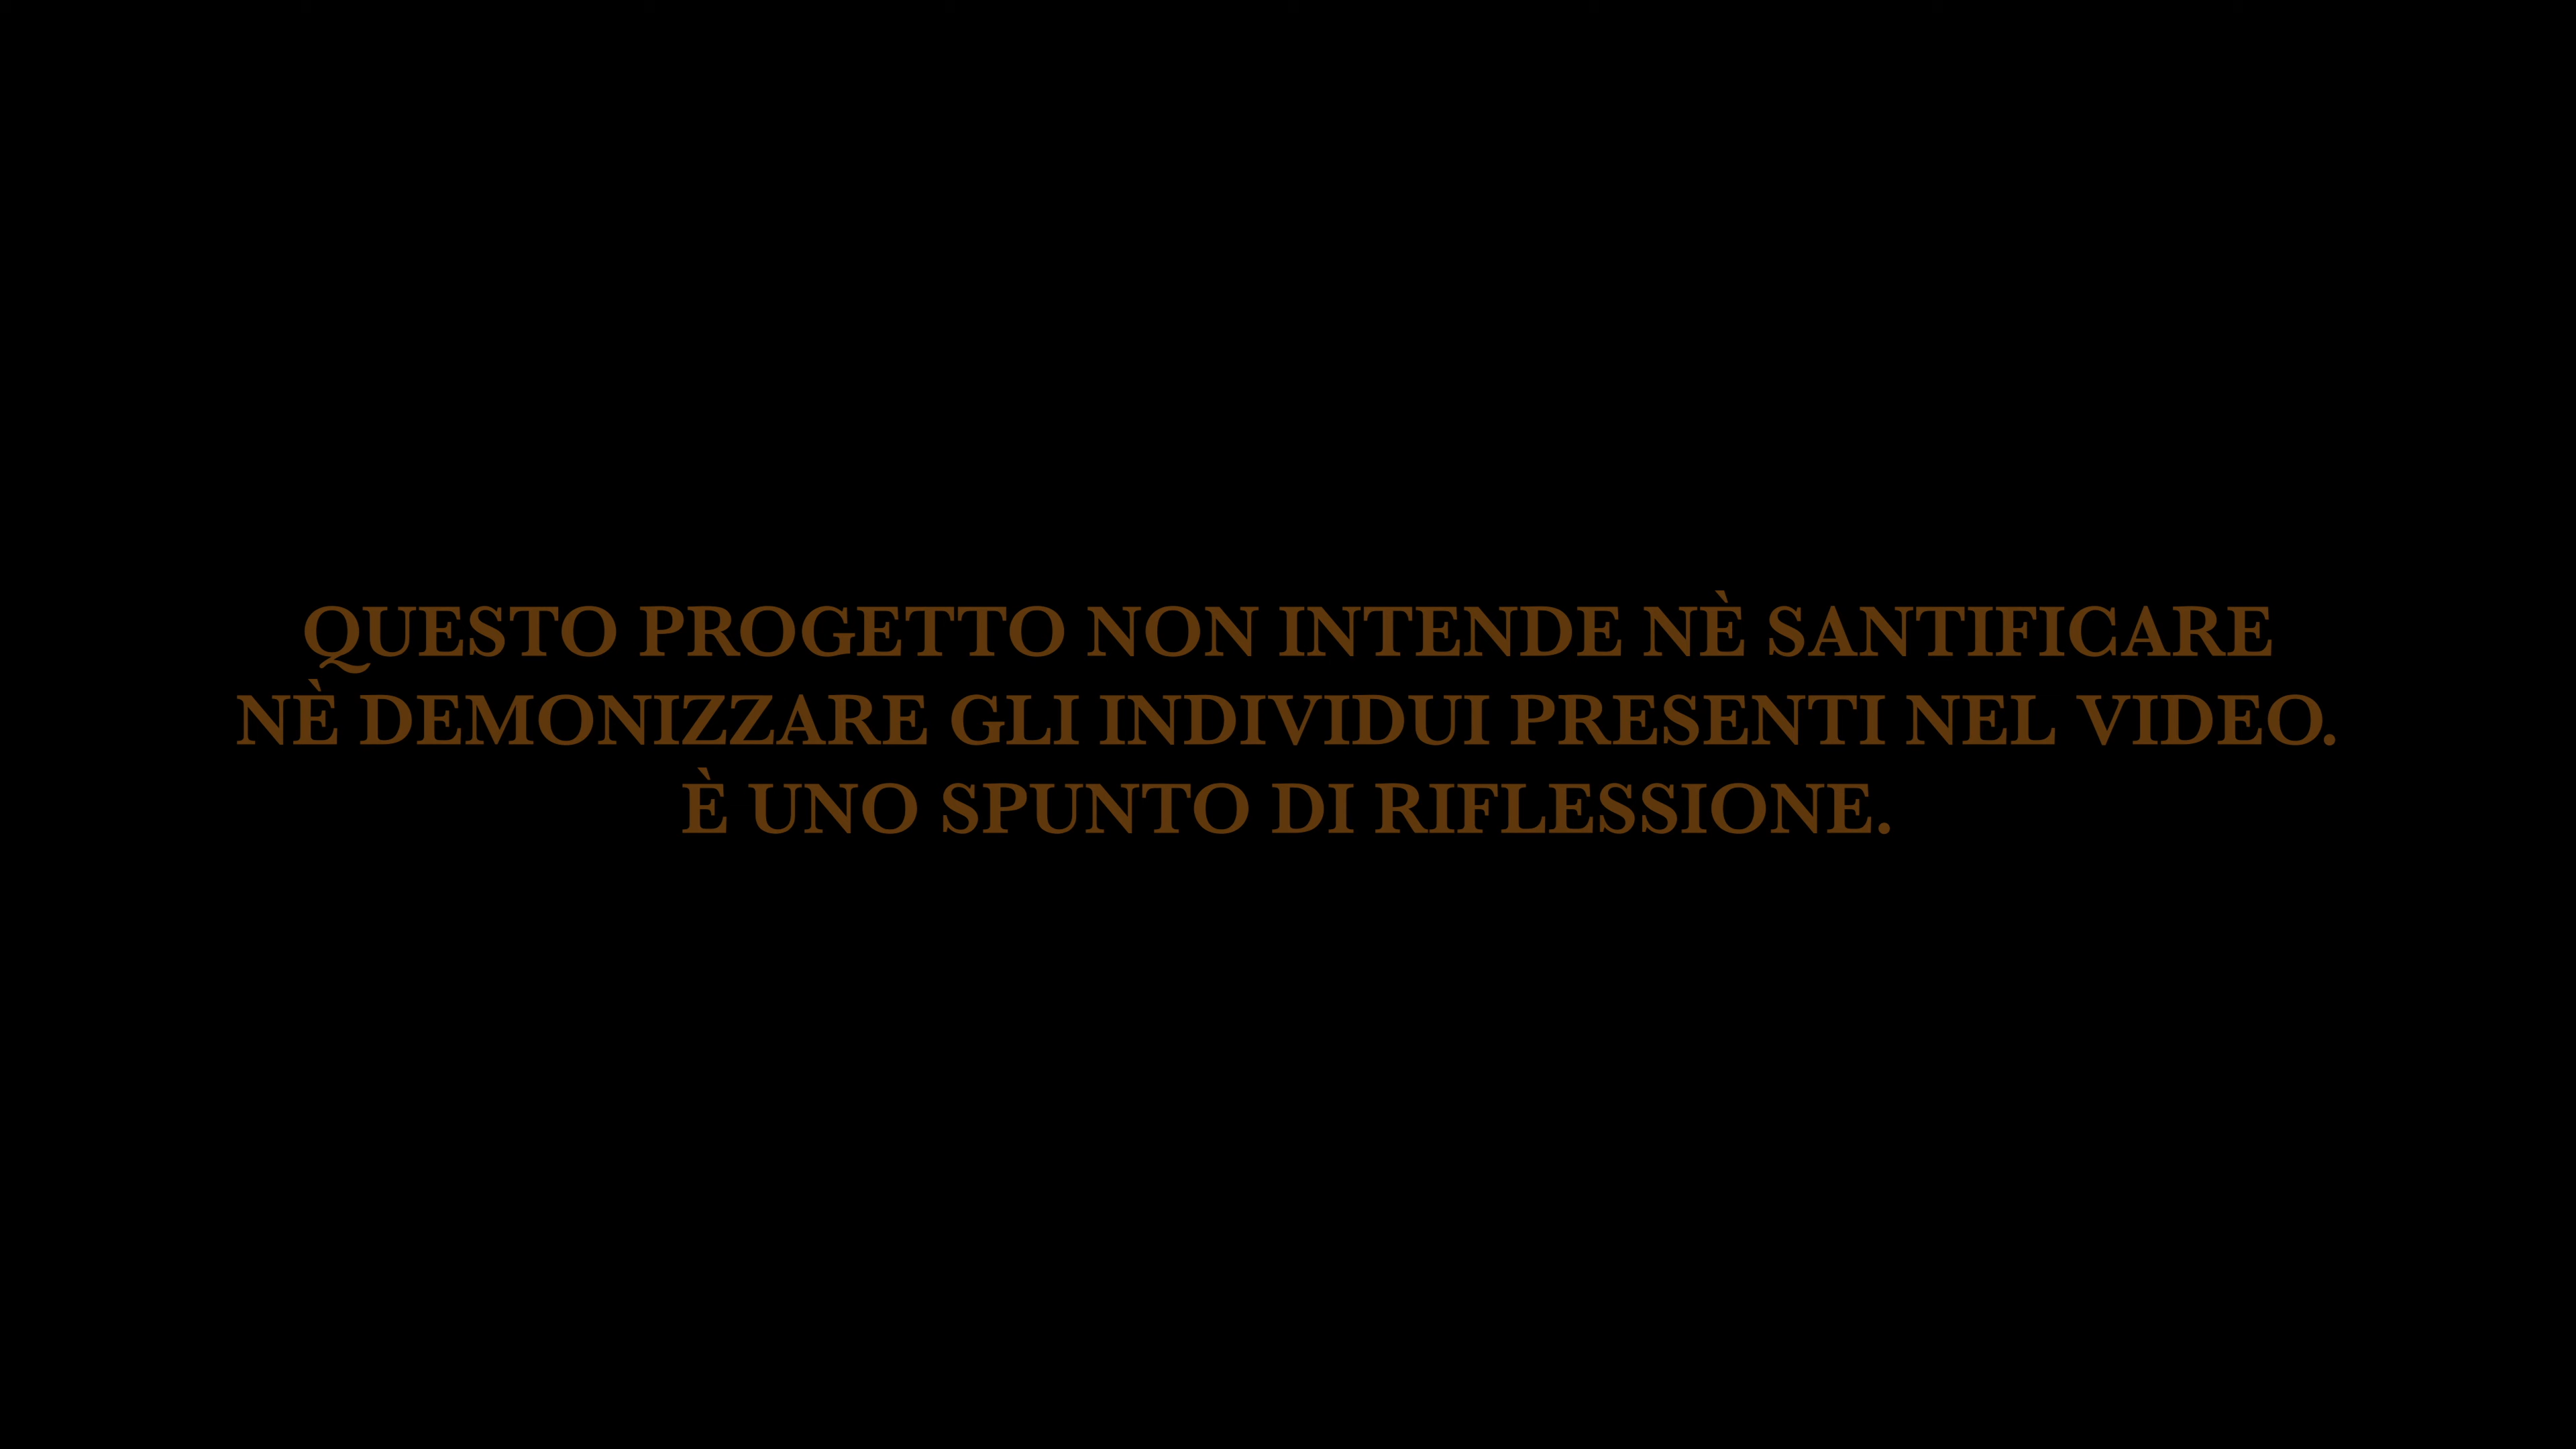 QUESTO PROGETTO NON INTENDE NÈ SANTIFICARE
NÈ DEMONIZZARE GLI INDIVIDUI PRESENTI NEL VIDEO.
È UNO SPUNTO DI RIFLESSIONE.